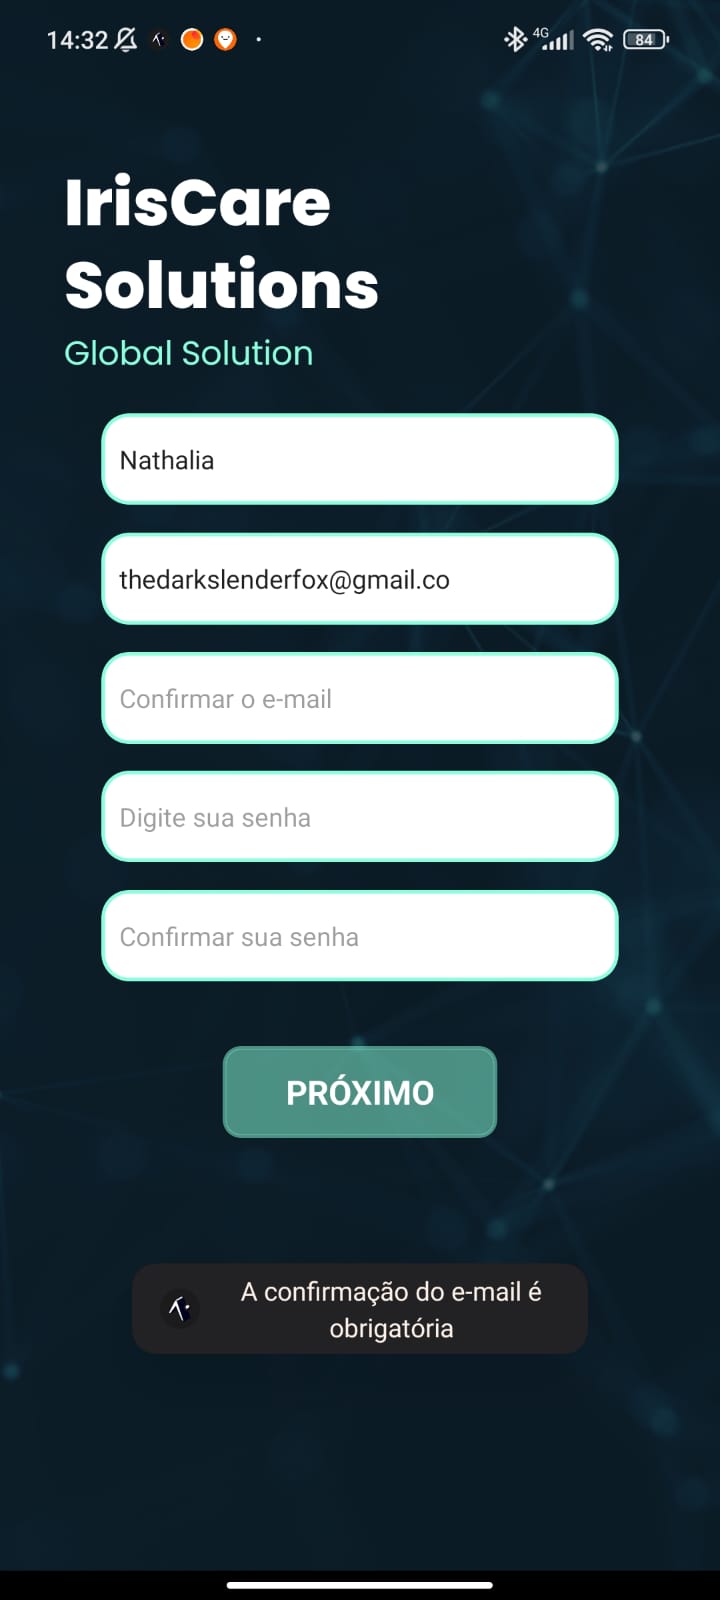 14:32
4G
84
IrisCare
Solutions
Global Solution
Nathalia
thedarkslenderfox@gmail.co
Confirmar o e-mail
Digite sua senha
Confirmar sua senha
PRÓXIMO
A confirmação do e-mail é
obrigatória